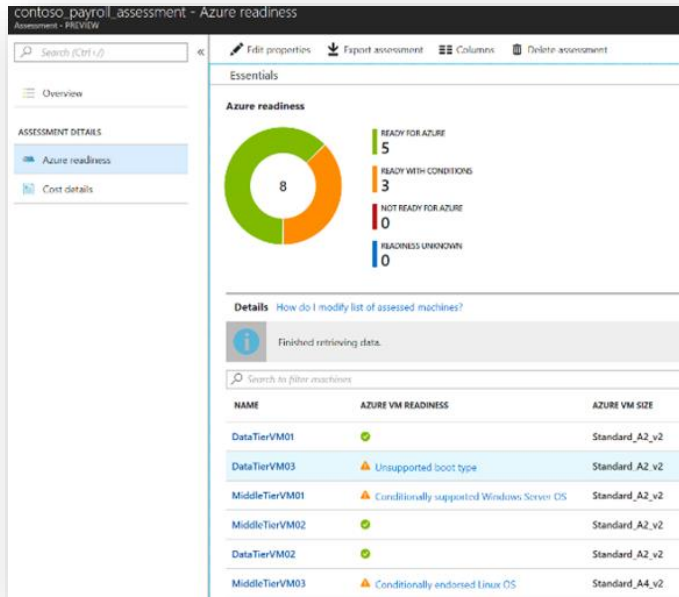 contoso_payroll_assessment - Azure readiness
Assessment - PREVIEW
Search (Ctrl+/)
«
Edit properties Export assessment Columns Delete assessment
Essentials
Overview
ASSESSMENT DETAILS
Azure readiness
Cost details
Azure readiness
8
READY FOR AZURE
5
READY WITH CONDITIONS
3
NOT READY FOR AZURE
0
READINESS UNKNOWN
0
Details How do I modify list of assessed machines?
Finished retrieving data.
Search to filter machines
NAME AZURE VM READINESS AZURE VM SIZE
DataTierVM01 Standard_A2_v2
DataTierVM03 Unsupported boot type Standard_A2_v2
MiddleTierVM01 Conditionally supported Windows Server OS Standard_A2_v2
MiddleTierVM02 Standard_A2_v2
DataTierVM02 Standard_A2_v2
MiddleTierVM03 Conditionally endorsed Linux OS Standard_A4_v2